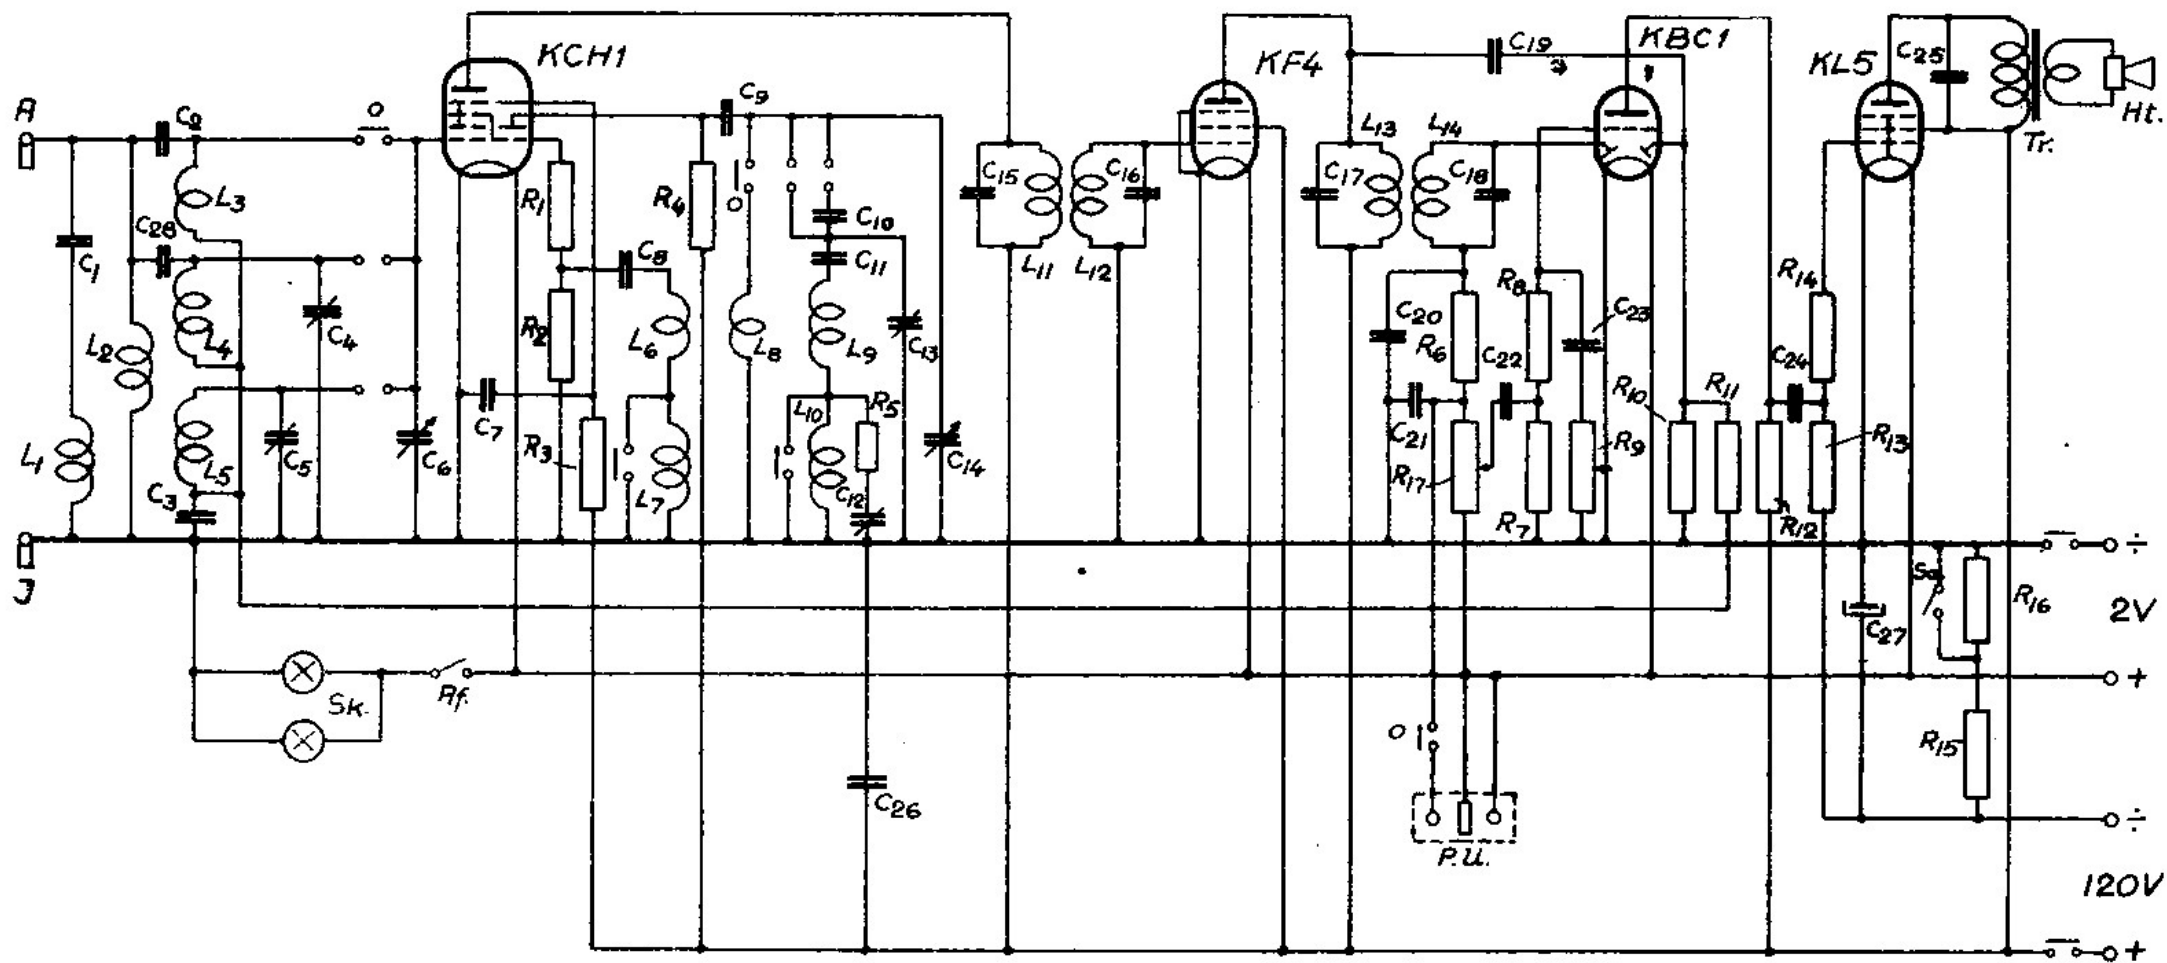 KCH1
KF4
C19
KBC1
KL5
C25
Tr.
Ht.
A
C2
O
C9
L3
C28
R1
R4
O
C15
C16
L13
L14
C17
C18
C1
C8
C10
C11
L11
L12
R14
L2
L4
C4
R2
L6
L8
L9
C13
C20
R6
C22
R8
C23
C24
L1
L5
C5
C6
C7
R3
L7
L10
R5
C14
C21
R17
R10
R11
R9
R13
C3
C12
R7
R12
÷
J
So
C27
R16
2V
Sk.
Af.
+
O
R15
C26
P.U.
÷
120V
+